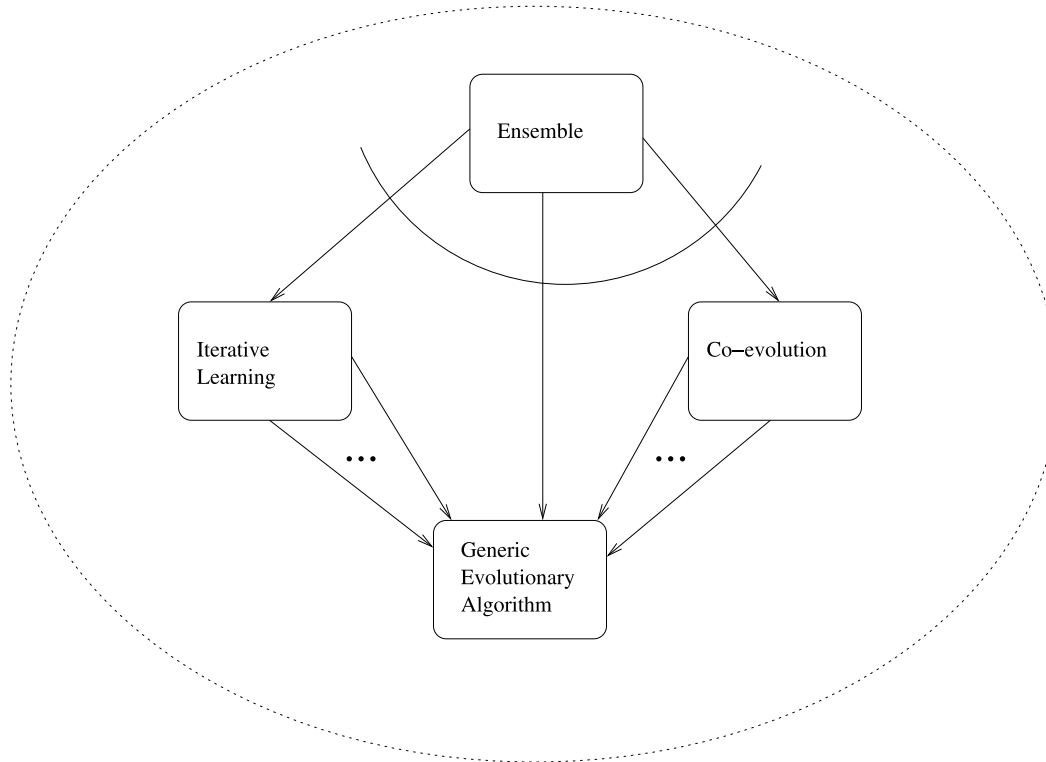 Ensemble
Iterative
Learning
Co−evolution
...
...
Generic
Evolutionary
Algorithm